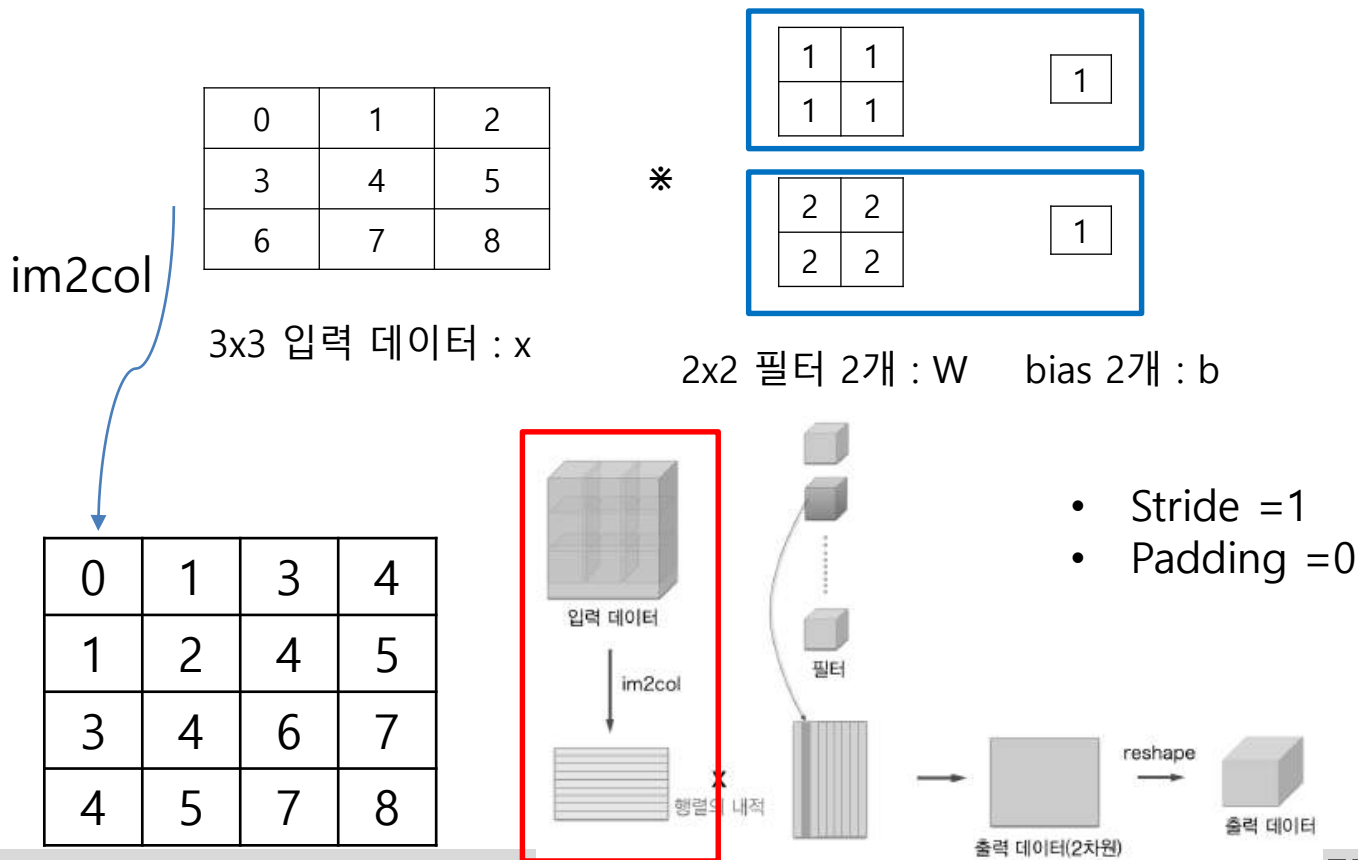 1 1
1 1
1
0 1 2
3 4 5
6 7 8
※
2 2
2 2
1
im2col
3x3 입력 데이터 : x
2x2 필터 2개 : W bias 2개 : b
0 1 3 4
1 2 4 5
3 4 6 7
4 5 7 8
입력 데이터
im2col
X
행렬의 내적
필터
• Stride =1
• Padding =0
reshape
출력 데이터(2차원)
출력 데이터